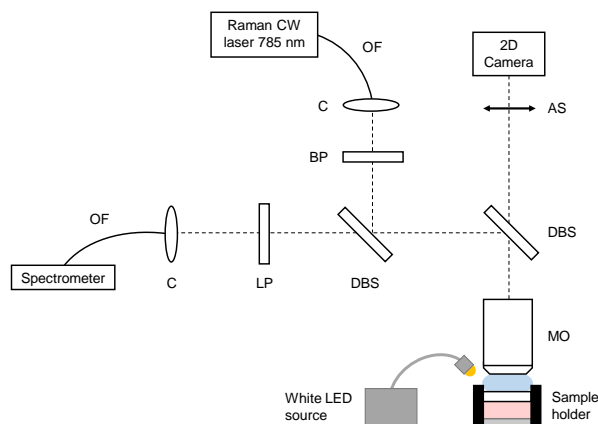 Raman CW
laser 785 nm
OF
2D
Camera
C
AS
BP
OF
DBS
Spectrometer
C
LP
DBS
MO
White LED
source
Sample
holder